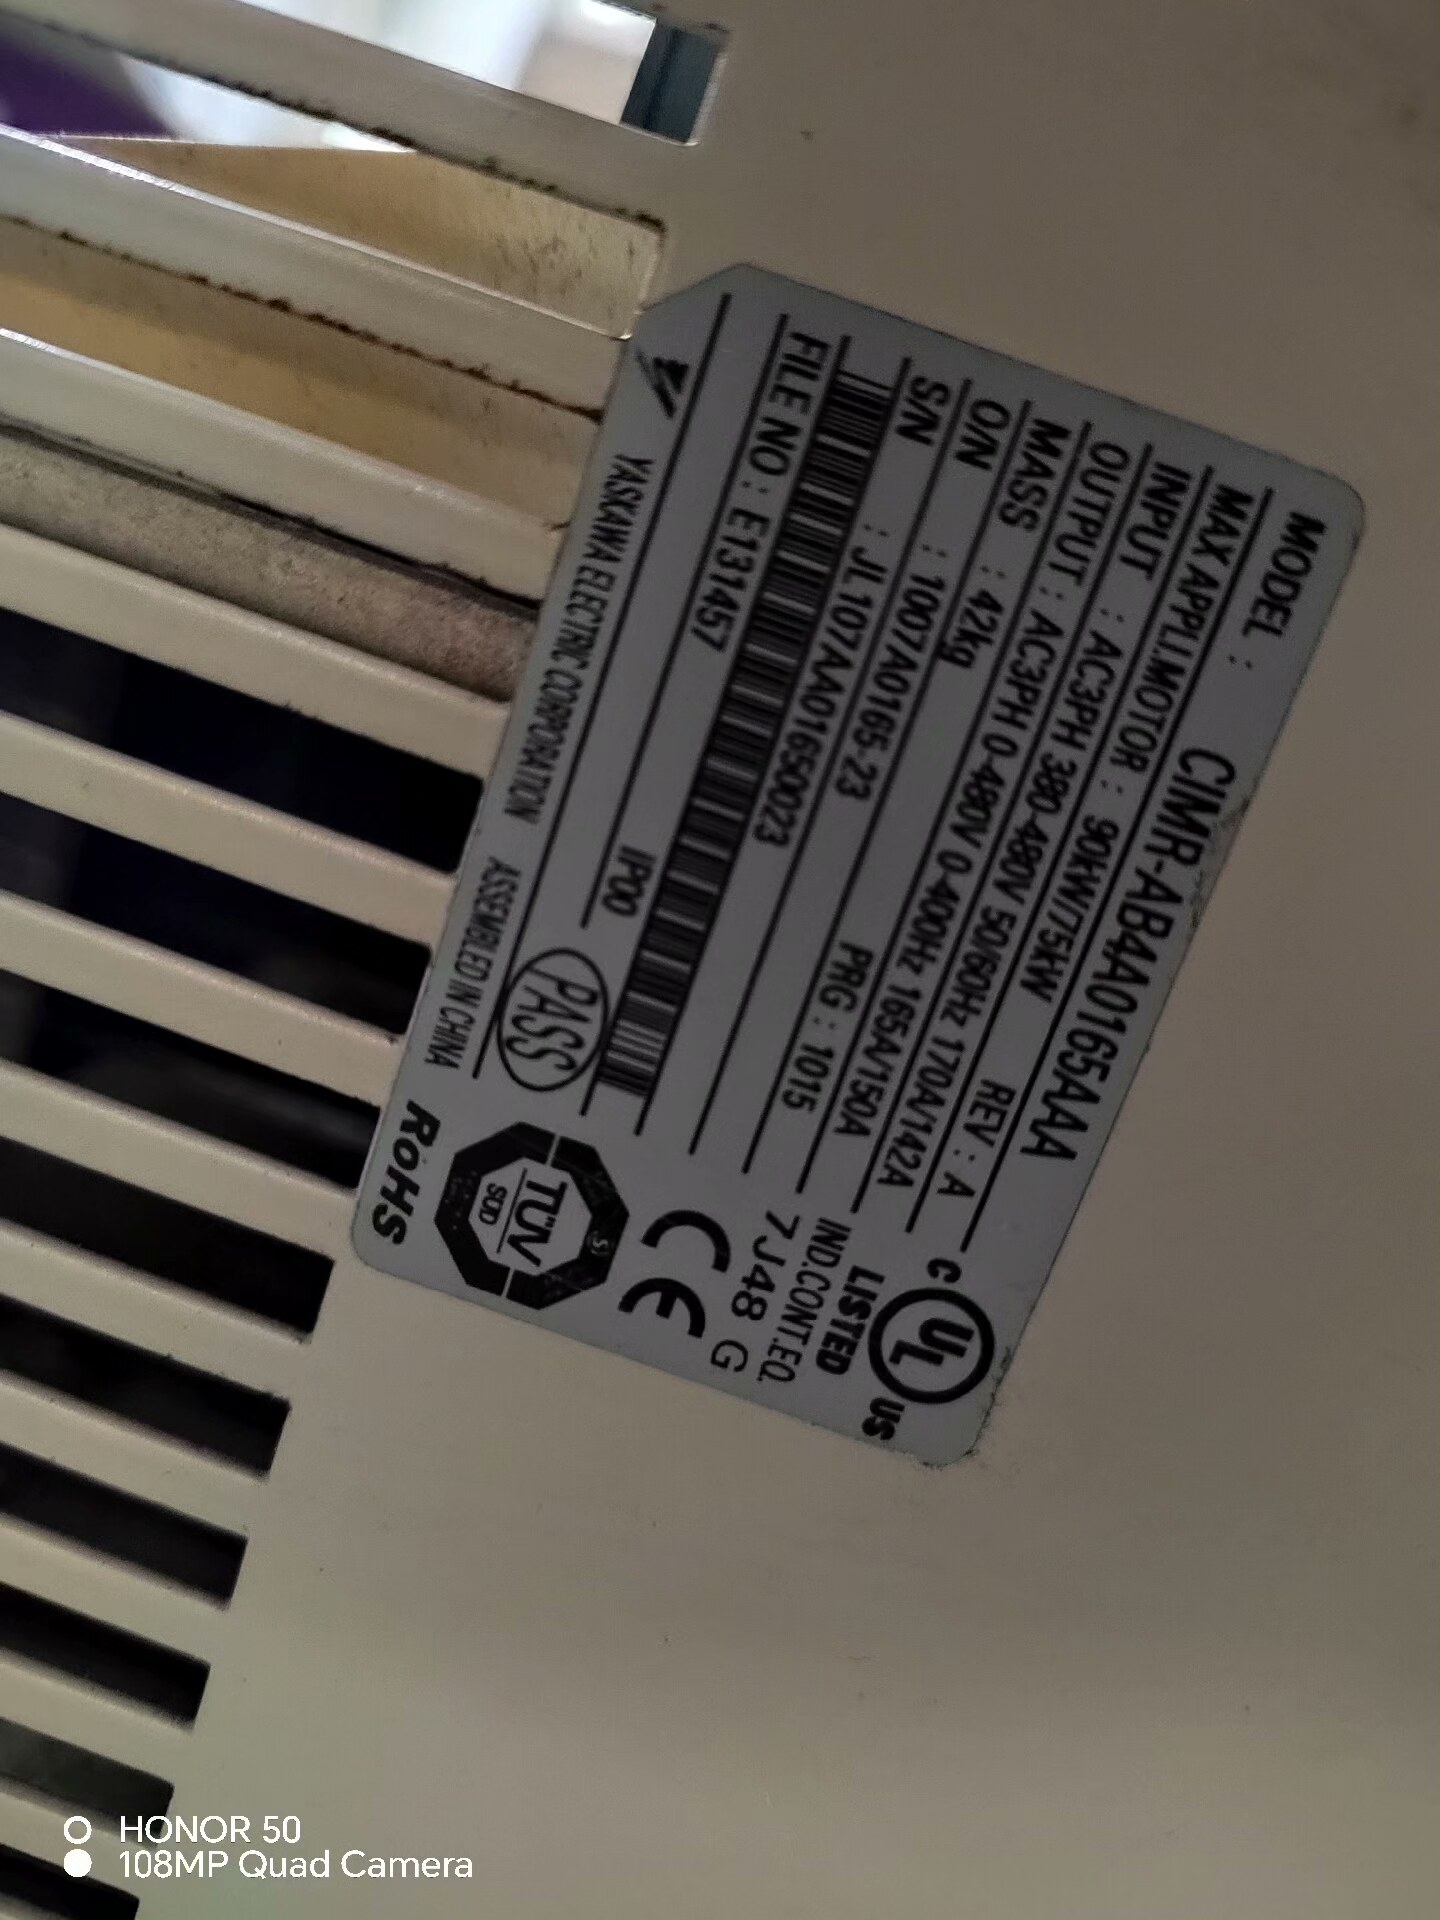 MODEL : CIMR-AB4A0165AAA
MAX APPLI.MOTOR : 90kW/75kW REV : A
INPUT : AC3PH 380-480V 50/60Hz 170A/142A
OUTPUT : AC3PH 0-480V 0-400Hz 165A/150A
MASS : 42kg PRG : 1015
O/N : 1007A0165-23
S/N : JL107AA01650023
FILE NO : E131457 IP00
PASS
YASKAWA ELECTRIC CORPORATION ASSEMBLED IN CHINA
C UL US
LISTED
IND.CONT.EQ.
7J48 G
CE
TÜV
SÜD
RoHS
HONOR 50
108MP Quad Camera